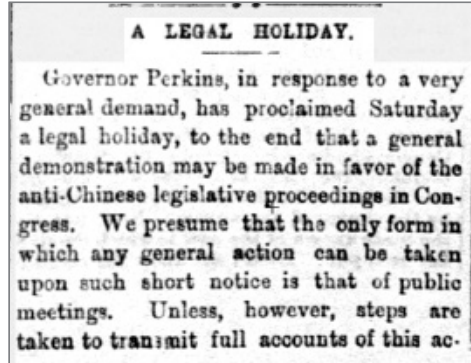 A LEGAL HOLIDAY.
Governor Perkins, in response to a very
general demand, has proclaimed Saturday
a legal holiday, to the end that a general
demonstration may be made in favor of the
anti-Chinese legislative proceedings in Con-
gress. We presume that the only form in
which any general action can be taken
upon such short notice is that of public
meetings. Unless, however, steps are
taken to transmit full accounts of this ac-